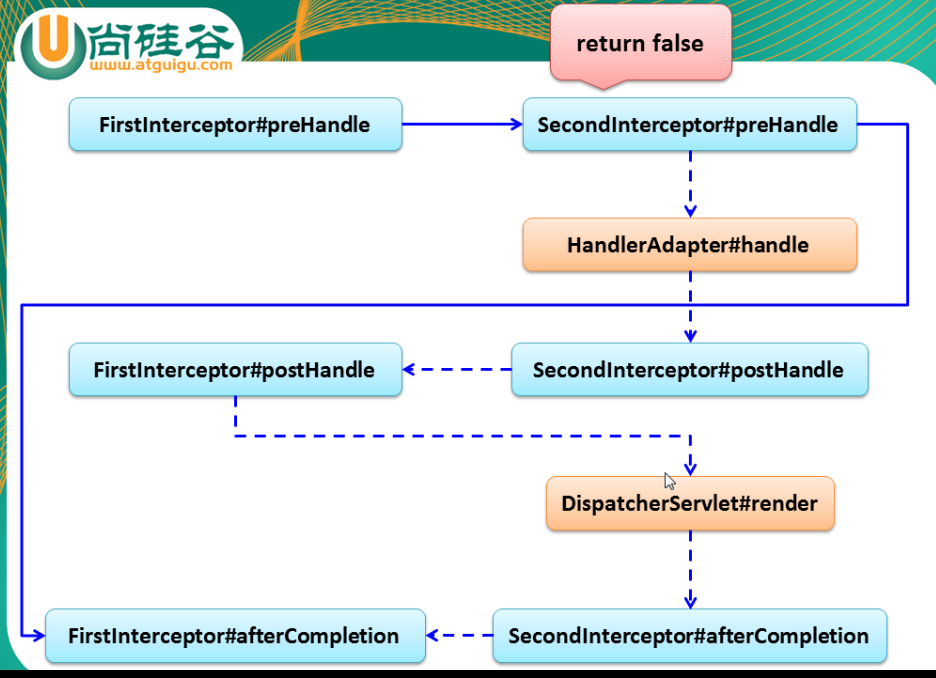 尚硅谷
www.atguigu.com
return false
FirstInterceptor#preHandle
SecondInterceptor#preHandle
HandlerAdapter#handle
FirstInterceptor#postHandle
SecondInterceptor#postHandle
DispatcherServlet#render
FirstInterceptor#afterCompletion
SecondInterceptor#afterCompletion